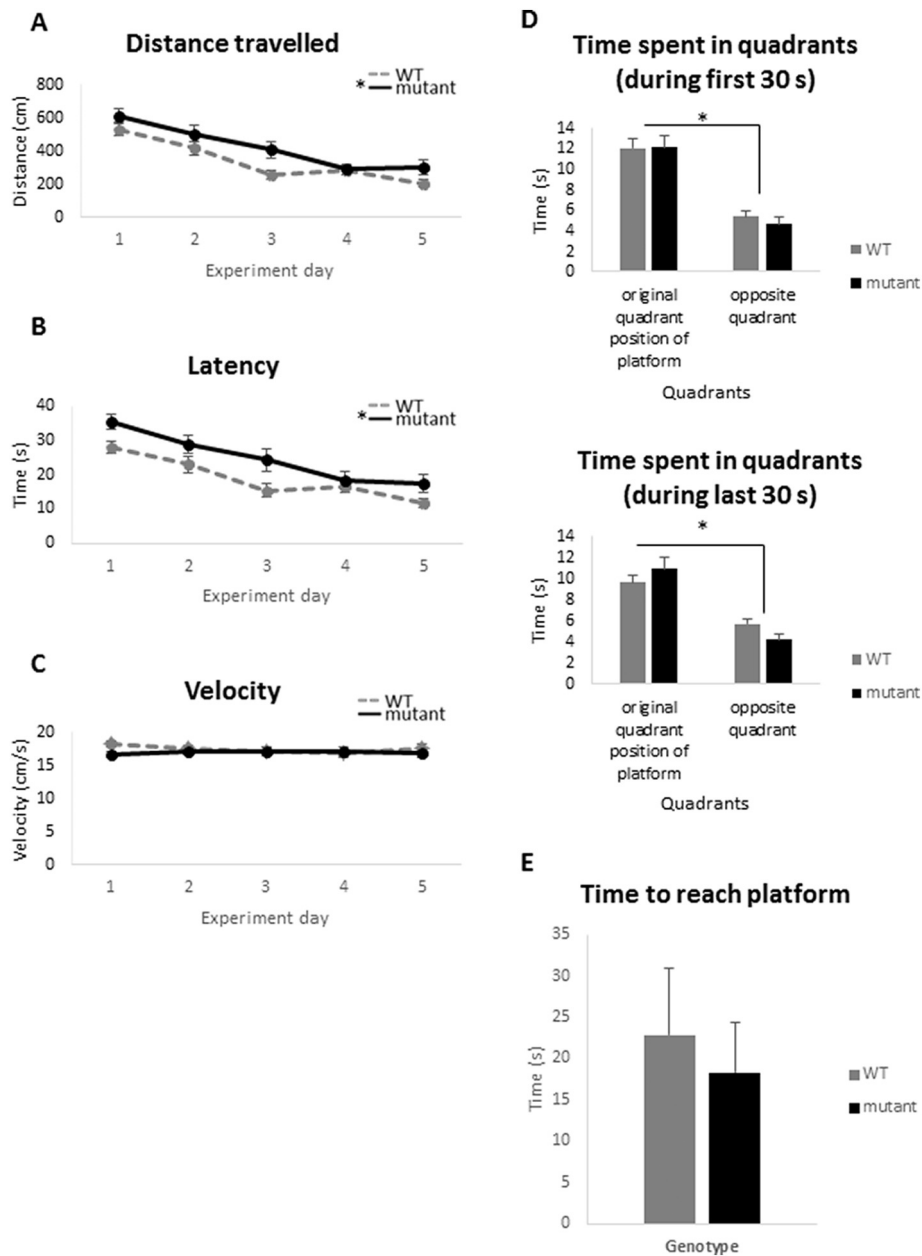 A
Distance travelled
WT
* mutant
Distance (cm)
800
600
400
200
0
1 2 3 4 5
Experiment day
B
Latency
WT
* mutant
Time (s)
40
30
20
10
0
1 2 3 4 5
Experiment day
C
Velocity
WT
mutant
Velocity (cm/s)
20
15
10
5
0
1 2 3 4 5
Experiment day
D
Time spent in quadrants
(during first 30 s)
*
Time (s)
14
12
10
8
6
4
2
0
original
quadrant
position of
platform
opposite
quadrant
Quadrants
WT
mutant
Time spent in quadrants
(during last 30 s)
*
Time (s)
14
12
10
8
6
4
2
0
original
quadrant
position of
platform
opposite
quadrant
Quadrants
WT
mutant
E
Time to reach platform
Time (s)
35
30
25
20
15
10
5
0
Genotype
WT
mutant